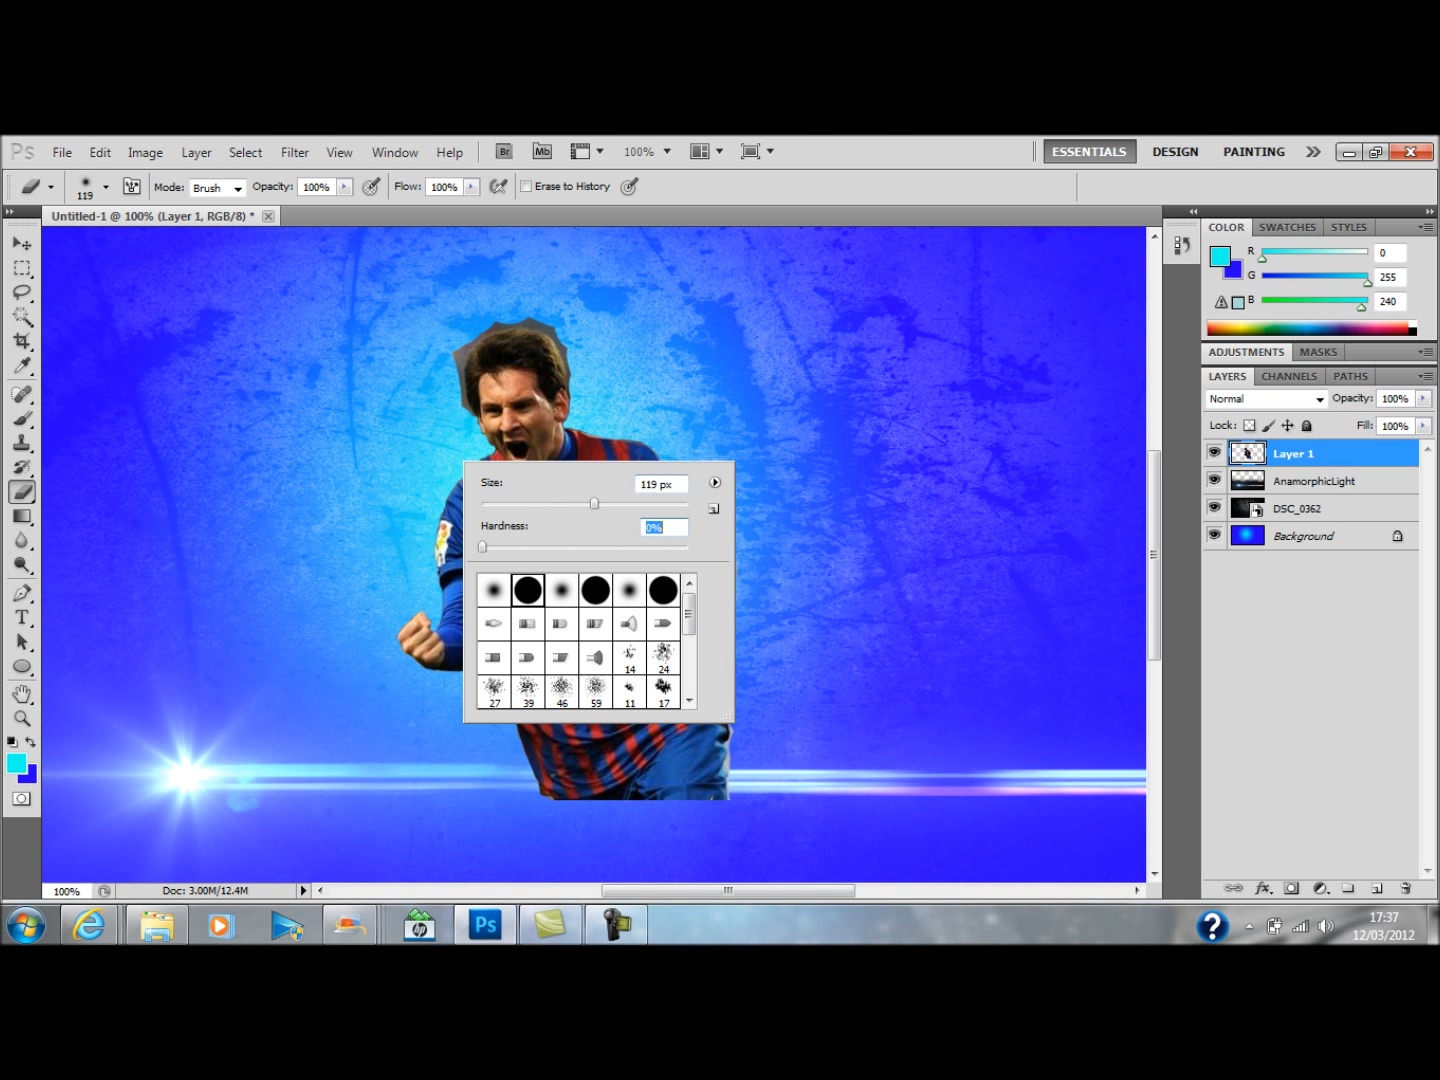 Ps File Edit Image Layer Select Filter View Window Help Br Mb 100% ESSENTIALS DESIGN PAINTING
119 Mode: Brush Opacity: 100% Flow: 100% Erase to History
Untitled-1 @ 100% (Layer 1, RGB/8) *
COLOR SWATCHES STYLES
R 0
G 255
B 240
ADJUSTMENTS MASKS
LAYERS CHANNELS PATHS
Normal Opacity: 100%
Lock: Fill: 100%
Layer 1
AnamorphicLight
DSC_0362
Background
Size: 119 px
Hardness: 0%
14 24
27 39 46 59 11 17
T
fx
100% Doc: 3.00M/12.4M
hp Ps ? 17:37
12/03/2012